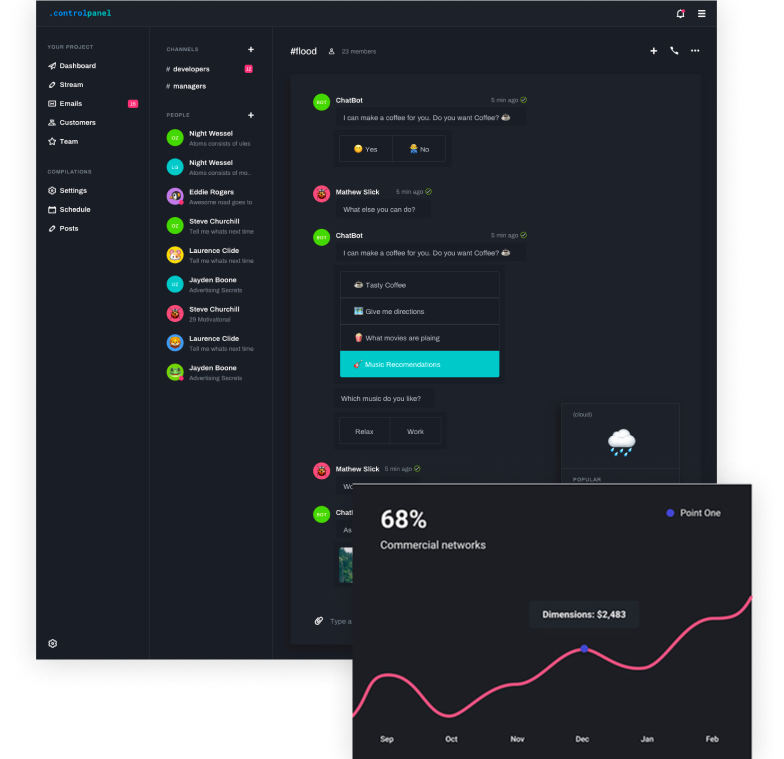 .controlpanel
YOUR PROJECT
Dashboard
Stream
Emails
Customers
Team
COMPILATIONS
Settings
Schedule
Posts
CHANNELS +
# developers
# managers
PEOPLE +
OZ Night Wessel
Atoms consists of ules
LG Night Wessel
Atoms consists of mo..
Eddie Rogers
Awesome road goes to
OZ Steve Churchill
Tell me whats next time
Laurence Clide
Tell me whats next time
OZ Jayden Boone
Advertising Secrets
Steve Churchill
29 Motivational
Laurence Clide
Tell me whats next time
Jayden Boone
Advertising Secrets
#flood 23 members
BOT ChatBot 5 min ago
I can make a coffee for you. Do you want Coffee?
Yes No
Mathew Slick 5 min ago
What else you can do?
BOT ChatBot 5 min ago
I can make a coffee for you. Do you want Coffee?
Tasty Coffee
Give me directions
What movies are plaing
Music Recomendations
Which music do you like?
Relax Work
Mathew Slick 5 min ago
Wo
BOT Chat
As
Type a
(cloud)
POPULAR
68%
Commercial networks
Point One
Dimensions: $2,483
Sep Oct Nov Dec Jan Feb